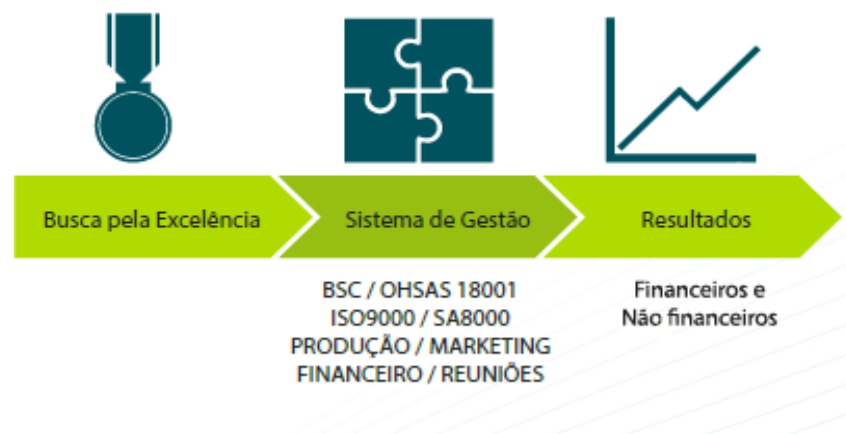 Busca pela Excelência
Sistema de Gestão
Resultados
BSC / OHSAS 18001
ISO9000 / SA8000
PRODUÇÃO / MARKETING
FINANCEIRO / REUNIÕES
Financeiros e
Não financeiros